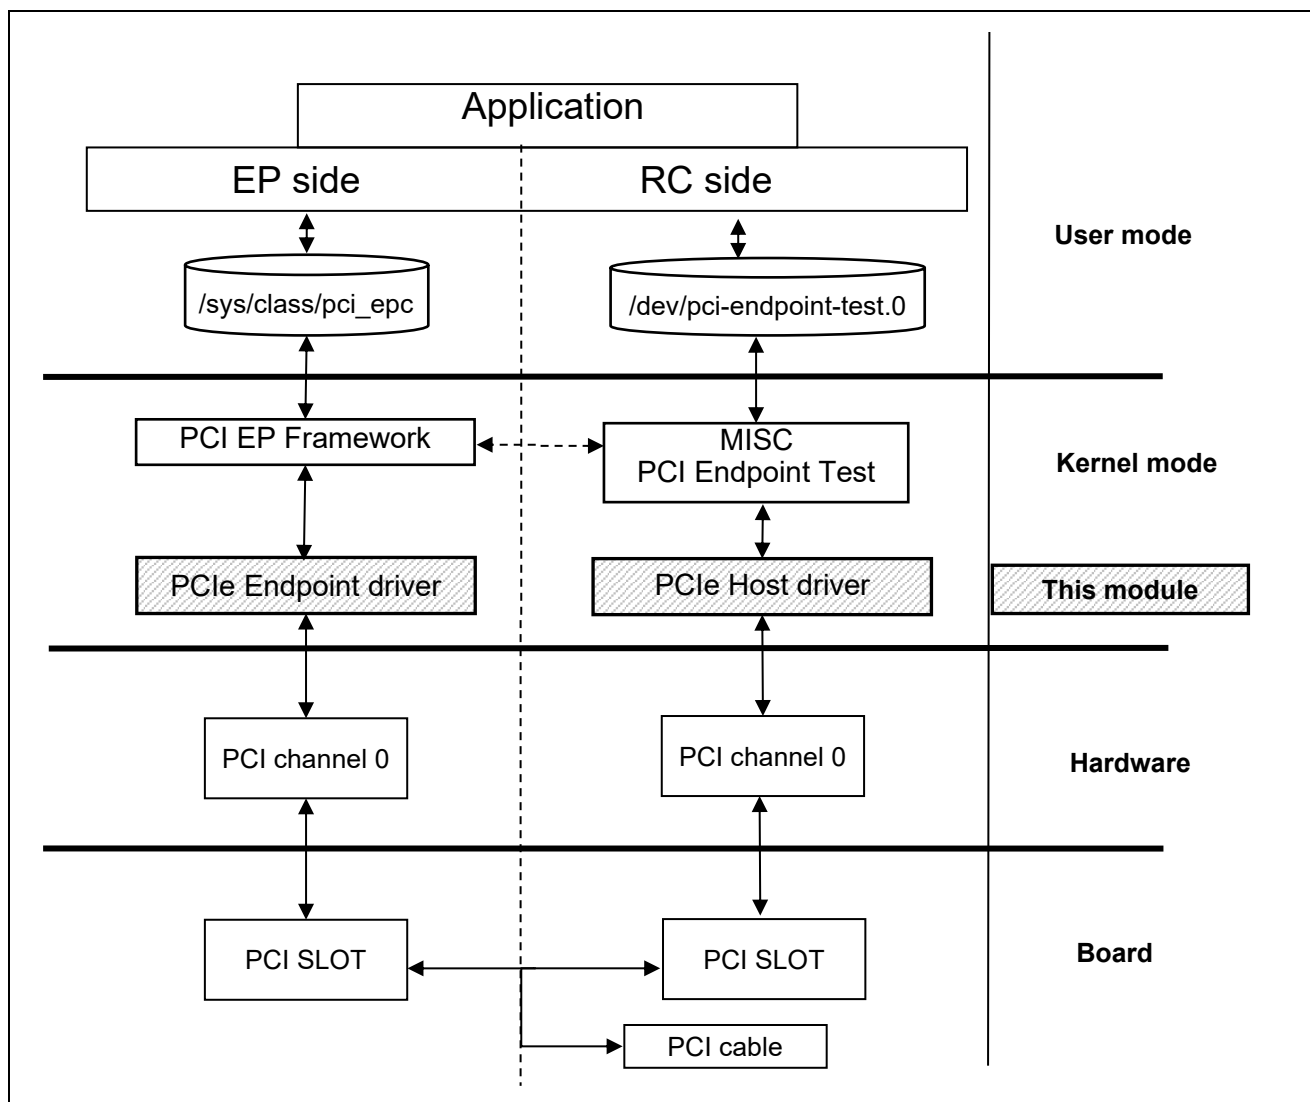 Application
EP side
RC side
User mode
/sys/class/pci_epc
/dev/pci-endpoint-test.0
PCI EP Framework
MISC
PCI Endpoint Test
Kernel mode
PCIe Endpoint driver
PCIe Host driver
This module
PCI channel 0
PCI channel 0
Hardware
PCI SLOT
PCI SLOT
Board
PCI cable